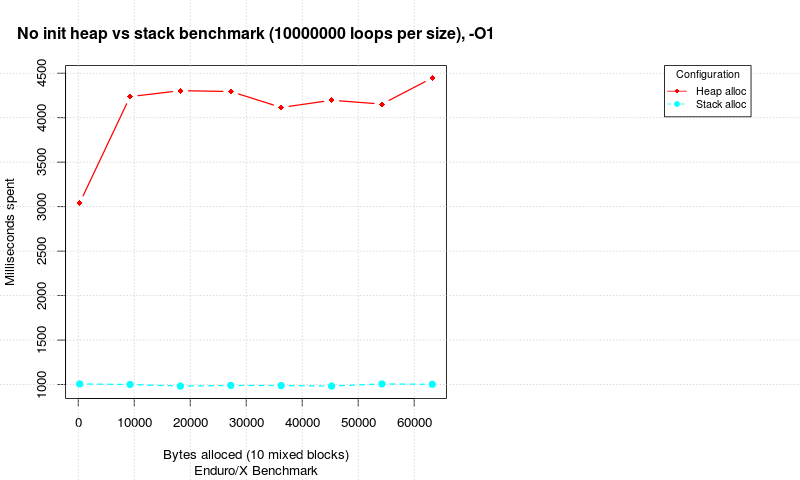 No init heap vs stack benchmark (10000000 loops per size), -O1
Configuration
Heap alloc
Stack alloc
Milliseconds spent
4500
4000
3500
3000
2500
2000
1500
1000
0 10000 20000 30000 40000 50000 60000
Bytes alloced (10 mixed blocks)
Enduro/X Benchmark